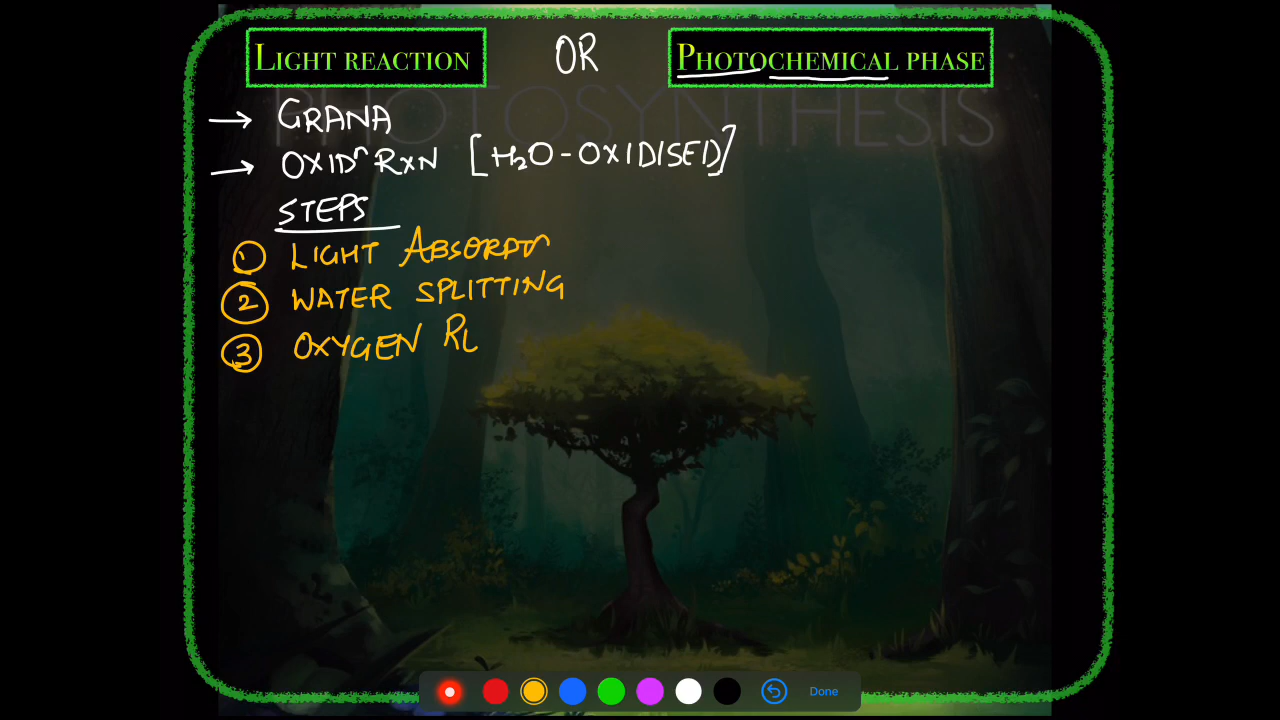 LIGHT REACTION OR PHOTOCHEMICAL PHASE
PHOTOSYNTHESIS
→ GRANA
→ OXIDⁿ RXN [H₂O - OXIDISED]
STEPS
① LIGHT ABSORPⁿ
② WATER SPLITTING
③ OXYGEN RL
Done